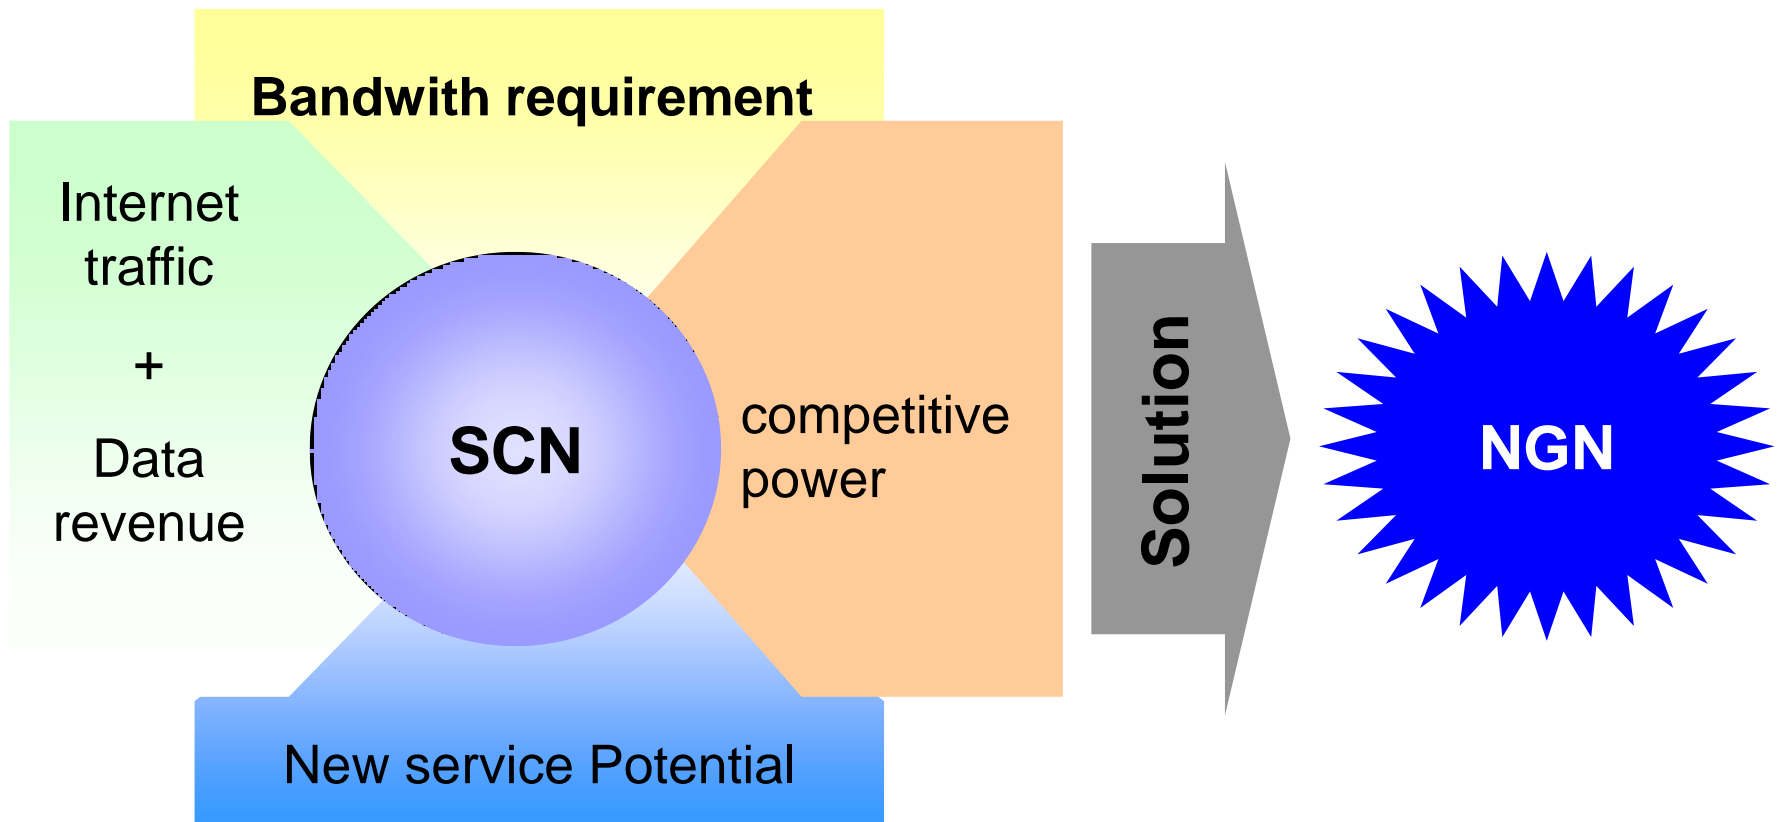 Bandwith requirement
Internet
traffic
+
Data
revenue
SCN
competitive
power
New service Potential
Solution
NGN